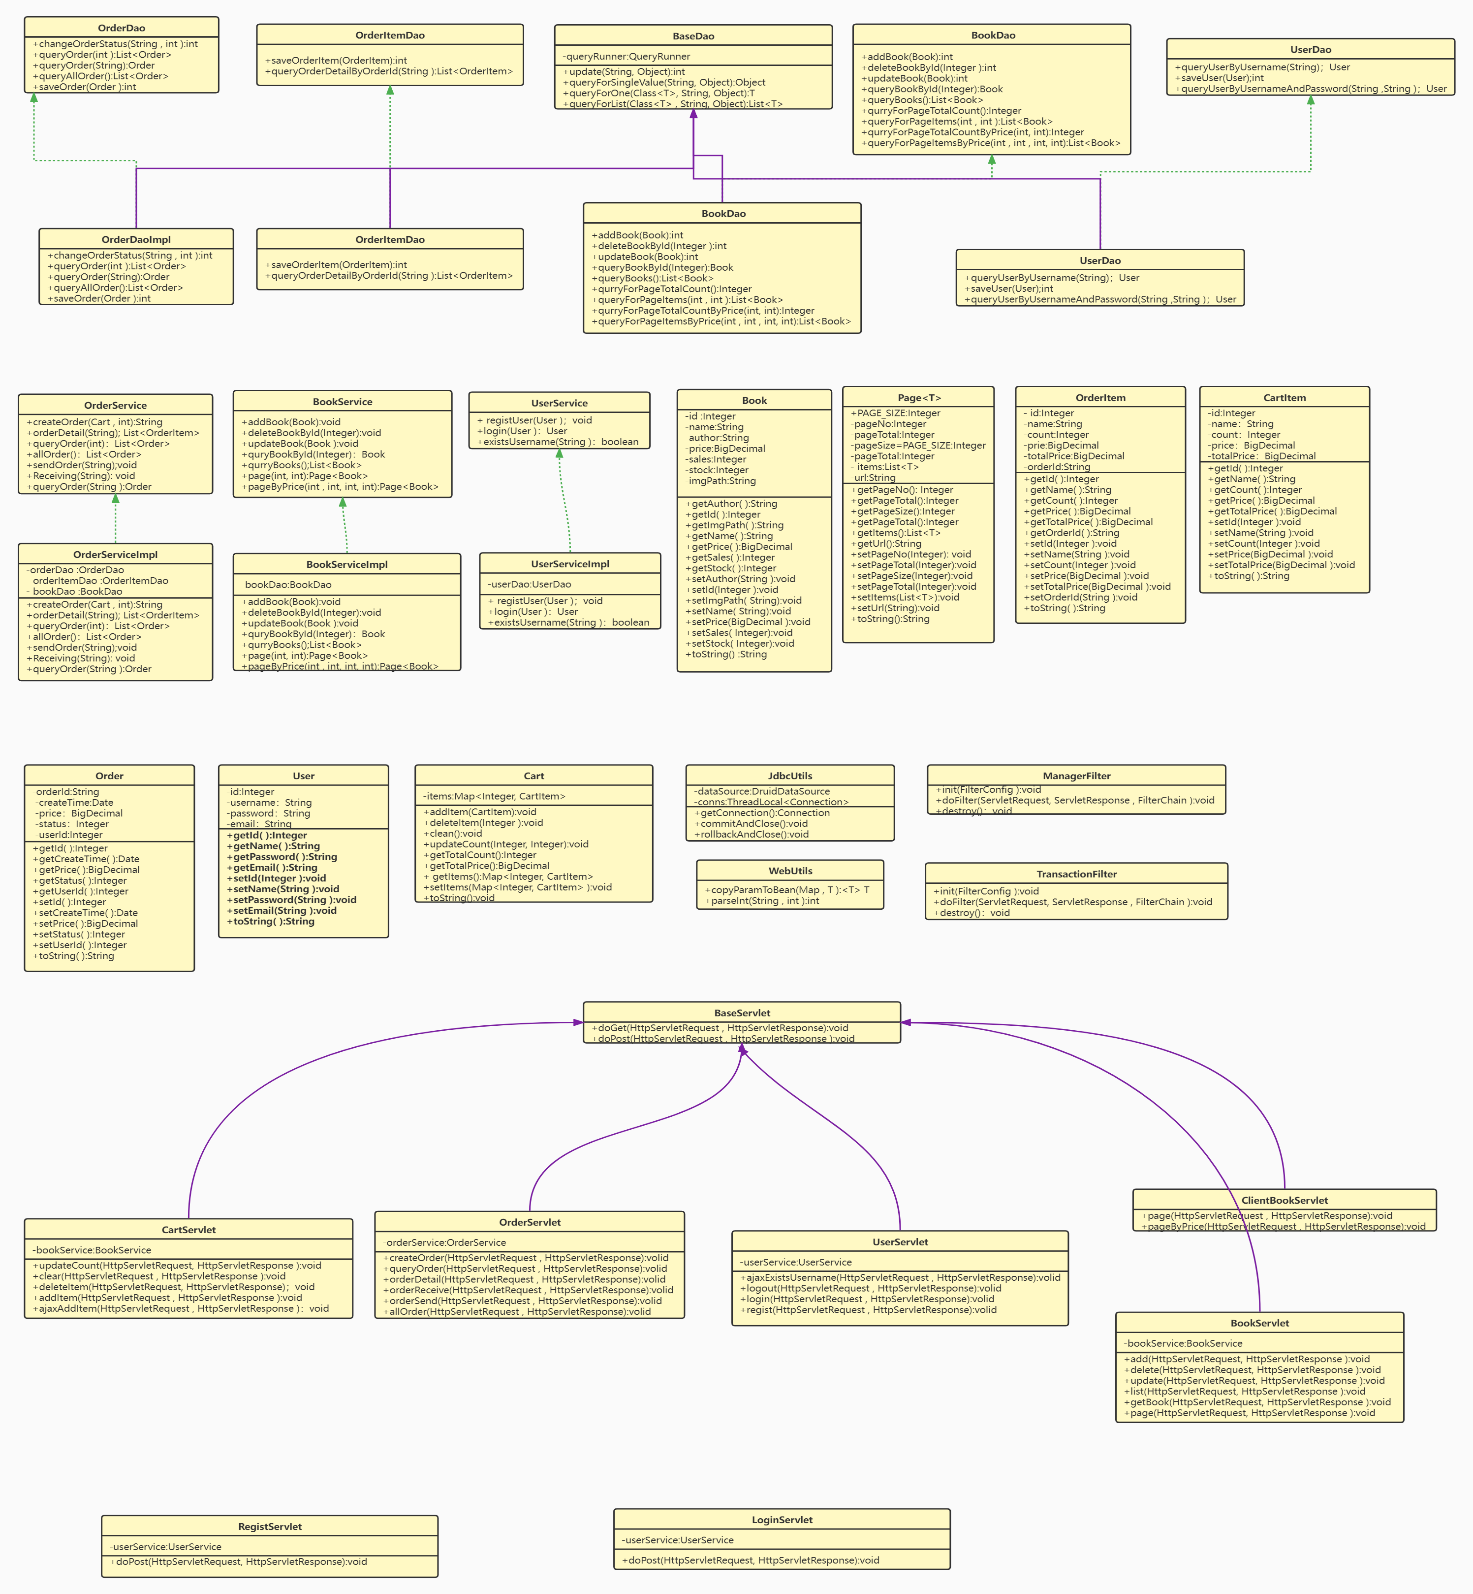 OrderDao
+changeOrderStatus(String , int ):int
+queryOrder(int ):List<Order>
+queryOrder(String):Order
+queryAllOrder():List<Order>
+saveOrder(Order ):int
OrderItemDao
+saveOrderItem(OrderItem):int
+queryOrderDetailByOrderId(String ):List<OrderItem>
BaseDao
-queryRunner:QueryRunner
+update(String, Object):int
+queryForSingleValue(String, Object):Object
+queryForOne(Class<T>, String, Object):T
+queryForList(Class<T> , String, Object):List<T>
BookDao
+addBook(Book):int
+deleteBookById(Integer ):int
+updateBook(Book):int
+queryBookById(Integer):Book
+queryBooks():List<Book>
+qurryForPageTotalCount():Integer
+queryForPageItems(int , int ):List<Book>
+qurryForPageTotalCountByPrice(int, int):Integer
+queryForPageItemsByPrice(int , int , int, int):List<Book>
UserDao
+queryUserByUsername(String);  User
+saveUser(User);int
+queryUserByUsernameAndPassword(String ,String );  User
OrderDaoImpl
+changeOrderStatus(String , int ):int
+queryOrder(int ):List<Order>
+queryOrder(String):Order
+queryAllOrder():List<Order>
+saveOrder(Order ):int
OrderItemDao
+saveOrderItem(OrderItem):int
+queryOrderDetailByOrderId(String ):List<OrderItem>
BookDao
+addBook(Book):int
+deleteBookById(Integer ):int
+updateBook(Book):int
+queryBookById(Integer):Book
+queryBooks():List<Book>
+qurryForPageTotalCount():Integer
+queryForPageItems(int , int ):List<Book>
+qurryForPageTotalCountByPrice(int, int):Integer
+queryForPageItemsByPrice(int , int , int, int):List<Book>
UserDao
+queryUserByUsername(String);  User
+saveUser(User);int
+queryUserByUsernameAndPassword(String ,String );  User
OrderService
+createOrder(Cart , int):String
+orderDetail(String); List<OrderItem>
+queryOrder(int):  List<Order>
+allOrder():  List<Order>
+sendOrder(String);void
+Receiving(String): void
+queryOrder(String ):Order
BookService
+addBook(Book):void
+deleteBookById(Integer):void
+updateBook(Book ):void
+quryBookById(Integer):  Book
+qurryBooks();List<Book>
+page(int, int):Page<Book>
+pageByPrice(int , int, int, int):Page<Book>
UserService
+ registUser(User );  void
+login(User ):  User
+existsUsername(String ):  boolean
Book
-id :Integer
-name:String
author:String
-price:BigDecimal
-sales:Integer
-stock:Integer
imgPath:String
+getAuthor( ):String
+getId( ):Integer
+getImgPath( ):String
+getName( ):String
+getPrice( ):BigDecimal
+getSales( ):Integer
+getStock( ):Integer
+setAuthor(String ):void
+setId(Integer ):void
+setImgPath( String):void
+setName( String):void
+setPrice(BigDecimal ):void
+setSales( Integer):void
+setStock( Integer):void
+toString() :String
Page<T>
+PAGE_SIZE:Integer
-pageNo:Integer
pageTotal:Integer
-pageSize=PAGE_SIZE:Integer
-pageTotal:Integer
- items:List<T>
url:String
+getPageNo(): Integer
+getPageTotal():Integer
+getPageSize():Integer
+getPageTotal():Integer
+getItems():List<T>
+getUrl():String
+setPageNo(Integer): void
+setPageTotal(Integer):void
+setPageSize(Integer):void
+setPageTotal(Integer):void
+setItems(List<T>):void
+setUrl(String):void
+toString():String
OrderItem
- id:Integer
-name:String
count:Integer
-prie:BigDecimal
-totalPrice:BigDecimal
-orderId:String
+getId( ):Integer
+getName( ):String
+getCount( ):Integer
+getPrice( ):BigDecimal
+getTotalPrice( ):BigDecimal
+getOrderId( ):String
+setId(Integer ):void
+setName(String ):void
+setCount(Integer ):void
+setPrice(BigDecimal ):void
+setTotalPrice(BigDecimal ):void
+setOrderId(String ):void
+toString( ):String
CartItem
-id:Integer
-name:  String
count:  Integer
-price:  BigDecimal
-totalPrice:  BigDecimal
+getId( ):Integer
+getName( ):String
+getCount( ):Integer
+getPrice( ):BigDecimal
+getTotalPrice( ):BigDecimal
+setId(Integer ):void
+setName(String ):void
+setCount(Integer ):void
+setPrice(BigDecimal ):void
+setTotalPrice(BigDecimal ):void
+toString( ):String
OrderServiceImpl
-orderDao :OrderDao
orderItemDao :OrderItemDao
- bookDao :BookDao
+createOrder(Cart , int):String
+orderDetail(String); List<OrderItem>
+queryOrder(int):  List<Order>
+allOrder():  List<Order>
+sendOrder(String);void
+Receiving(String): void
+queryOrder(String ):Order
BookServiceImpl
bookDao:BookDao
+addBook(Book):void
+deleteBookById(Integer):void
+updateBook(Book ):void
+quryBookById(Integer):  Book
+qurryBooks();List<Book>
+page(int, int):Page<Book>
+pageByPrice(int , int, int, int):Page<Book>
UserServiceImpl
-userDao:UserDao
+ registUser(User );  void
+login(User ):  User
+existsUsername(String ):  boolean
Order
orderId:String
-createTime:Date
-price:  BigDecimal
-status:  Integer
userId:Integer
+getId( ):Integer
+getCreateTime( ):Date
+getPrice( ):BigDecimal
+getStatus( ):Integer
+getUserId( ):Integer
+setId( ):Integer
+setCreateTime( ):Date
+setPrice( ):BigDecimal
+setStatus( ):Integer
+setUserId( ):Integer
+toString( ):String
User
id:Integer
-username:  String
-password:  String
-email:  String
+getId( ):Integer
+getName( ):String
+getPassword( ):String
+getEmail( ):String
+setId(Integer ):void
+setName(String ):void
+setPassword(String ):void
+setEmail(String ):void
+toString( ):String
Cart
-items:Map<Integer, CartItem>
+addItem(CartItem):void
+deleteItem(Integer ):void
+clean():void
+updateCount(Integer, Integer):void
+getTotalCount():Integer
+getTotalPrice():BigDecimal
+ getItems():Map<Integer, CartItem>
+setItems(Map<Integer, CartItem> ):void
+toString():void
JdbcUtils
-dataSource:DruidDataSource
-conns:ThreadLocal<Connection>
+getConnection():Connection
+commitAndClose():void
+rollbackAndClose():void
ManagerFilter
+init(FilterConfig ):void
+doFilter(ServletRequest, ServletResponse , FilterChain ):void
+destroy():  void
WebUtils
+copyParamToBean(Map , T ):<T> T
+parseInt(String , int ):int
TransactionFilter
+init(FilterConfig ):void
+doFilter(ServletRequest, ServletResponse , FilterChain ):void
+destroy():  void
BaseServlet
+doGet(HttpServletRequest , HttpServletResponse):void
+doPost(HttpServletRequest , HttpServletResponse ):void
CartServlet
-bookService:BookService
+updateCount(HttpServletRequest, HttpServletResponse ):void
+clear(HttpServletRequest , HttpServletResponse ):void
+deleteItem(HttpServletRequest, HttpServletResponse);  void
+addItem(HttpServletRequest , HttpServletResponse ):void
+ajaxAddItem(HttpServletRequest , HttpServletResponse ):  void
OrderServlet
orderService:OrderService
+createOrder(HttpServletRequest , HttpServletResponse):volid
+queryOrder(HttpServletRequest , HttpServletResponse):volid
+orderDetail(HttpServletRequest , HttpServletResponse):volid
+orderReceive(HttpServletRequest , HttpServletResponse):volid
+orderSend(HttpServletRequest , HttpServletResponse):volid
+allOrder(HttpServletRequest , HttpServletResponse):volid
UserServlet
-userService:UserService
+ajaxExistsUsername(HttpServletRequest , HttpServletResponse):volid
+logout(HttpServletRequest , HttpServletResponse):volid
+login(HttpServletRequest , HttpServletResponse):volid
+regist(HttpServletRequest , HttpServletResponse):volid
ClientBookServlet
+page(HttpServletRequest , HttpServletResponse):void
+pageByPrice(HttpServletRequest , HttpServletResponse):void
BookServlet
-bookService:BookService
+add(HttpServletRequest, HttpServletResponse ):void
+delete(HttpServletRequest, HttpServletResponse ):void
+update(HttpServletRequest, HttpServletResponse ):void
+list(HttpServletRequest, HttpServletResponse ):void
+getBook(HttpServletRequest, HttpServletResponse ):void
+page(HttpServletRequest, HttpServletResponse ):void
RegistServlet
-userService:UserService
+doPost(HttpServletRequest, HttpServletResponse):void
LoginServlet
-userService:UserService
+doPost(HttpServletRequest, HttpServletResponse):void